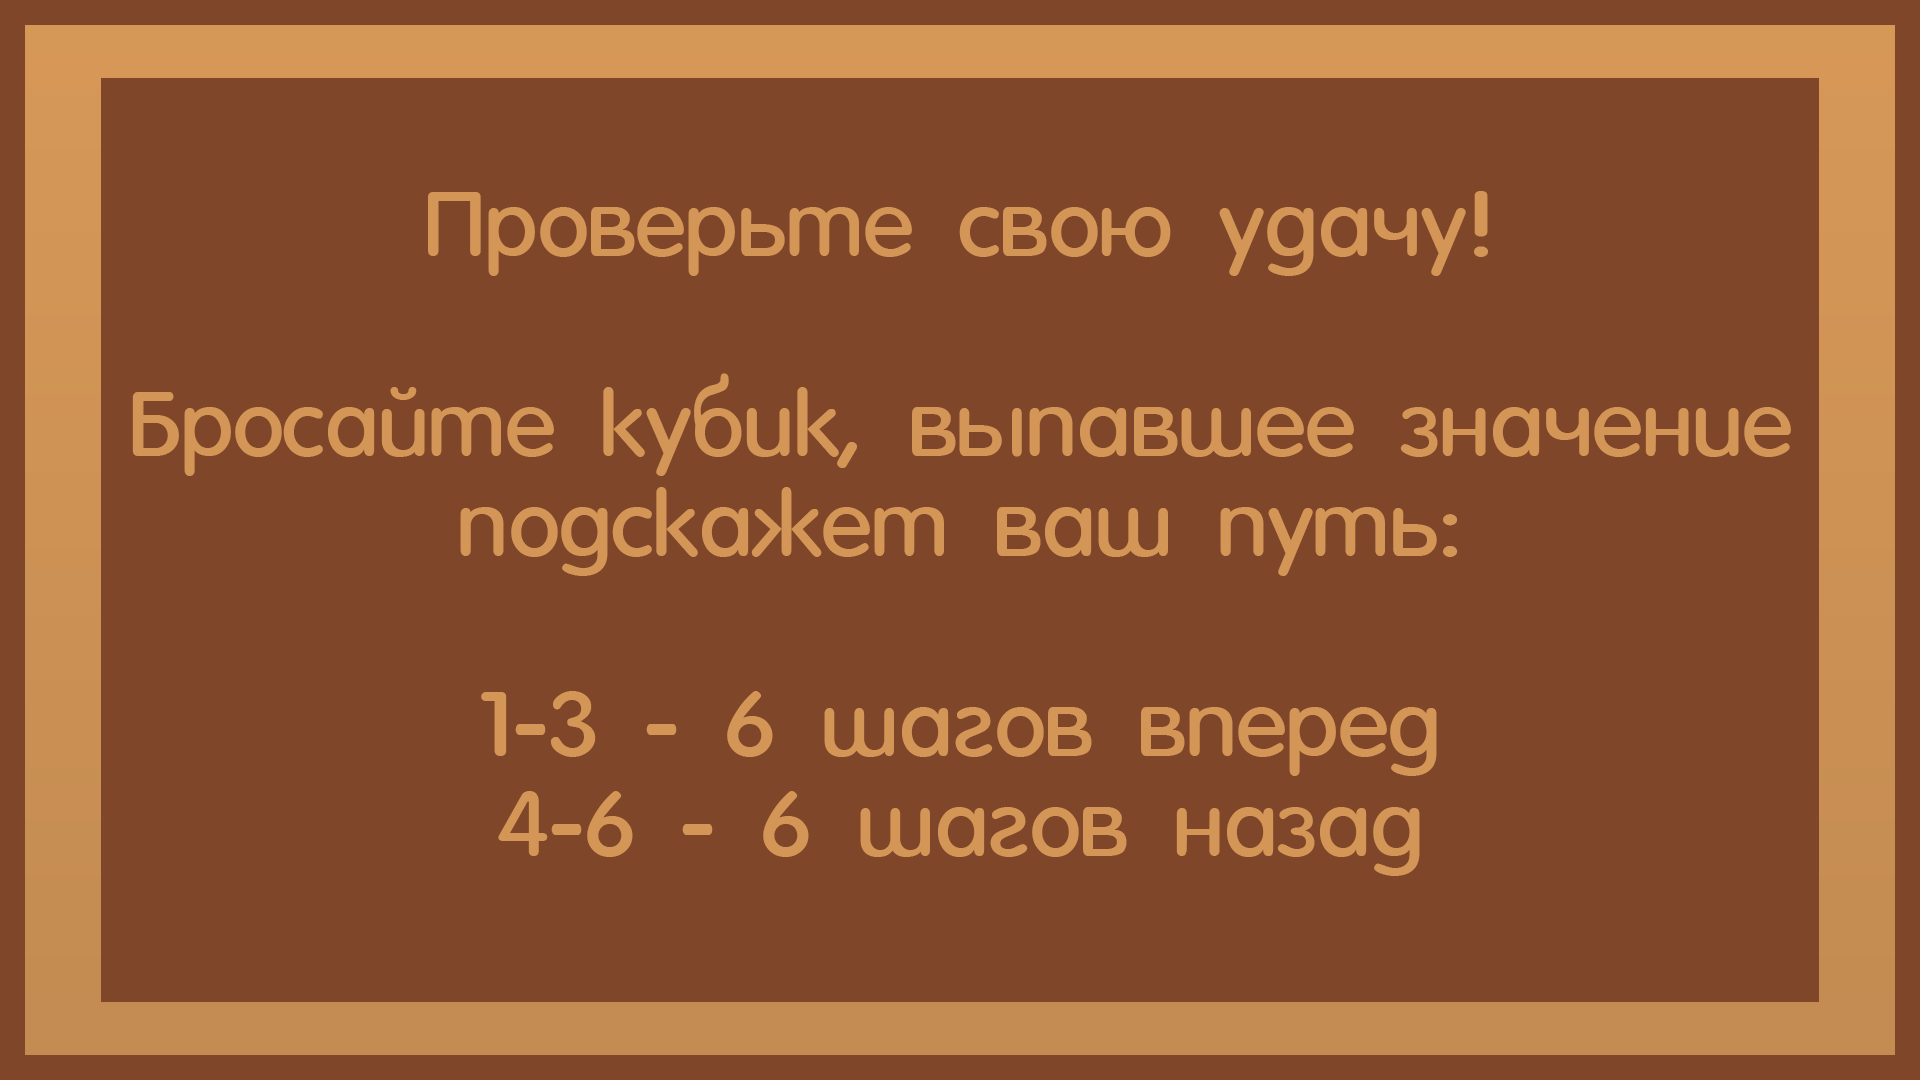 Проверьте свою удачу!
Бросайте кубик, выпавшее значение
подскажет ваш путь:
1-3 - 6 шагов вперед
4-6 - 6 шагов назад